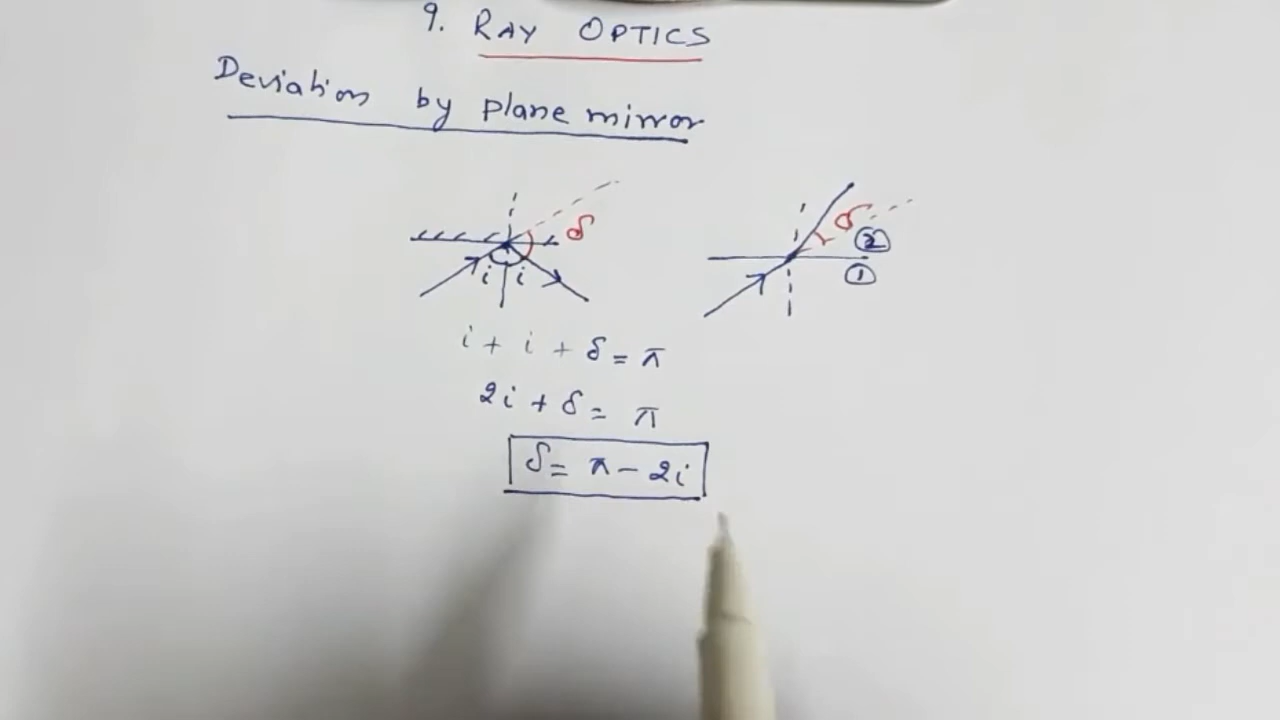 9. RAY OPTICS
Deviation by plane mirror
δ
i i
δ
②
①
i + i + δ = π
2i + δ = π
δ = π - 2i